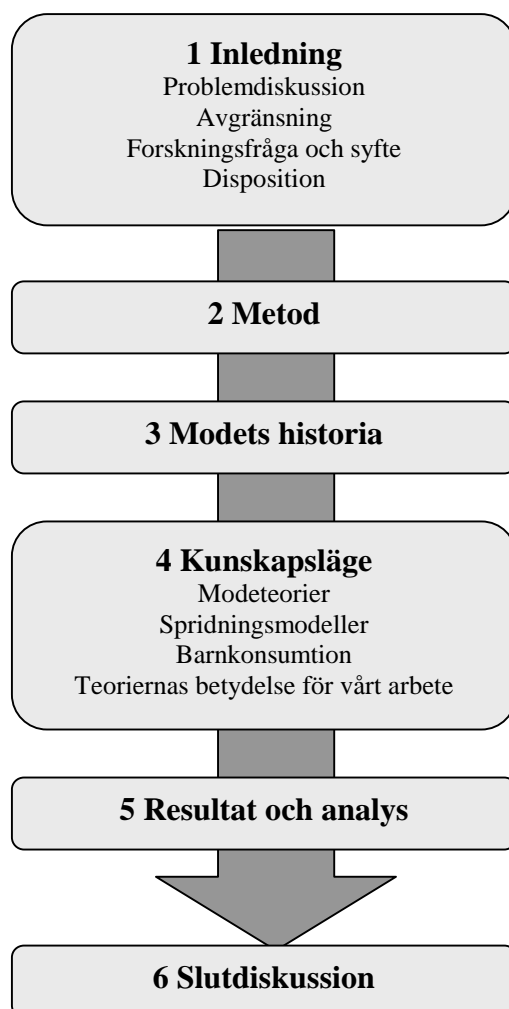 1 Inledning
Problemdiskussion
Avgränsning
Forskningsfråga och syfte
Disposition
2 Metod
3 Modets historia
4 Kunskapsläge
Modeteorier
Spridningsmodeller
Barnkonsumtion
Teoriernas betydelse för vårt arbete
5 Resultat och analys
6 Slutdiskussion